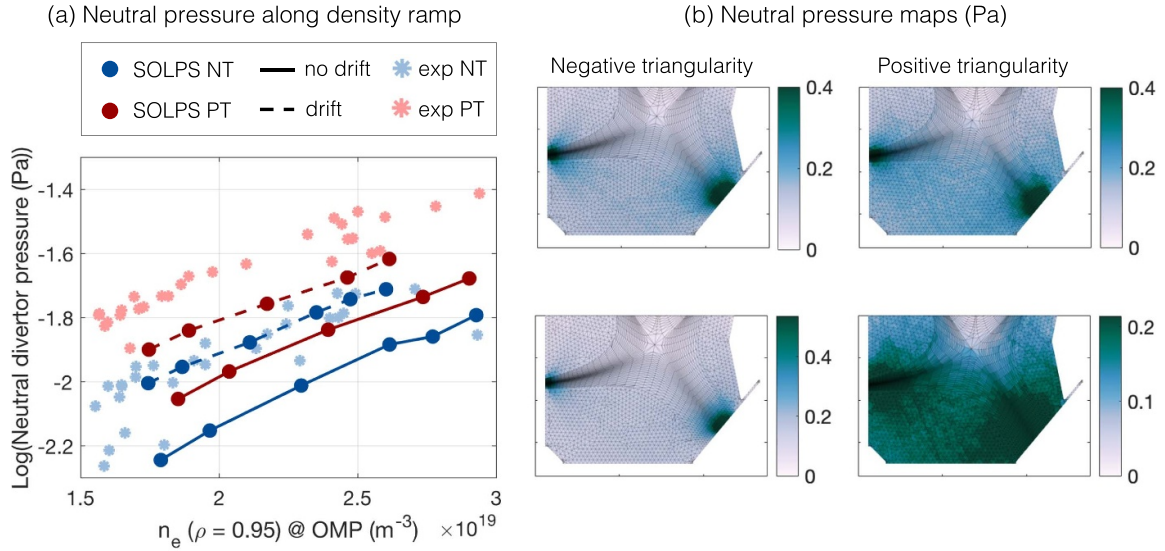 (a) Neutral pressure along density ramp
SOLPS NT
no drift
exp NT
SOLPS PT
drift
exp PT
Log(Neutral divertor pressure (Pa))
-1.4
-1.6
-1.8
-2
-2.2
1.5
2
2.5
3
n_e (ρ = 0.95) @ OMP (m⁻³)
×10¹⁹
(b) Neutral pressure maps (Pa)
Negative triangularity
Positive triangularity
0.4
0.2
0
0.4
0.2
0
0.4
0.2
0
0.2
0.1
0